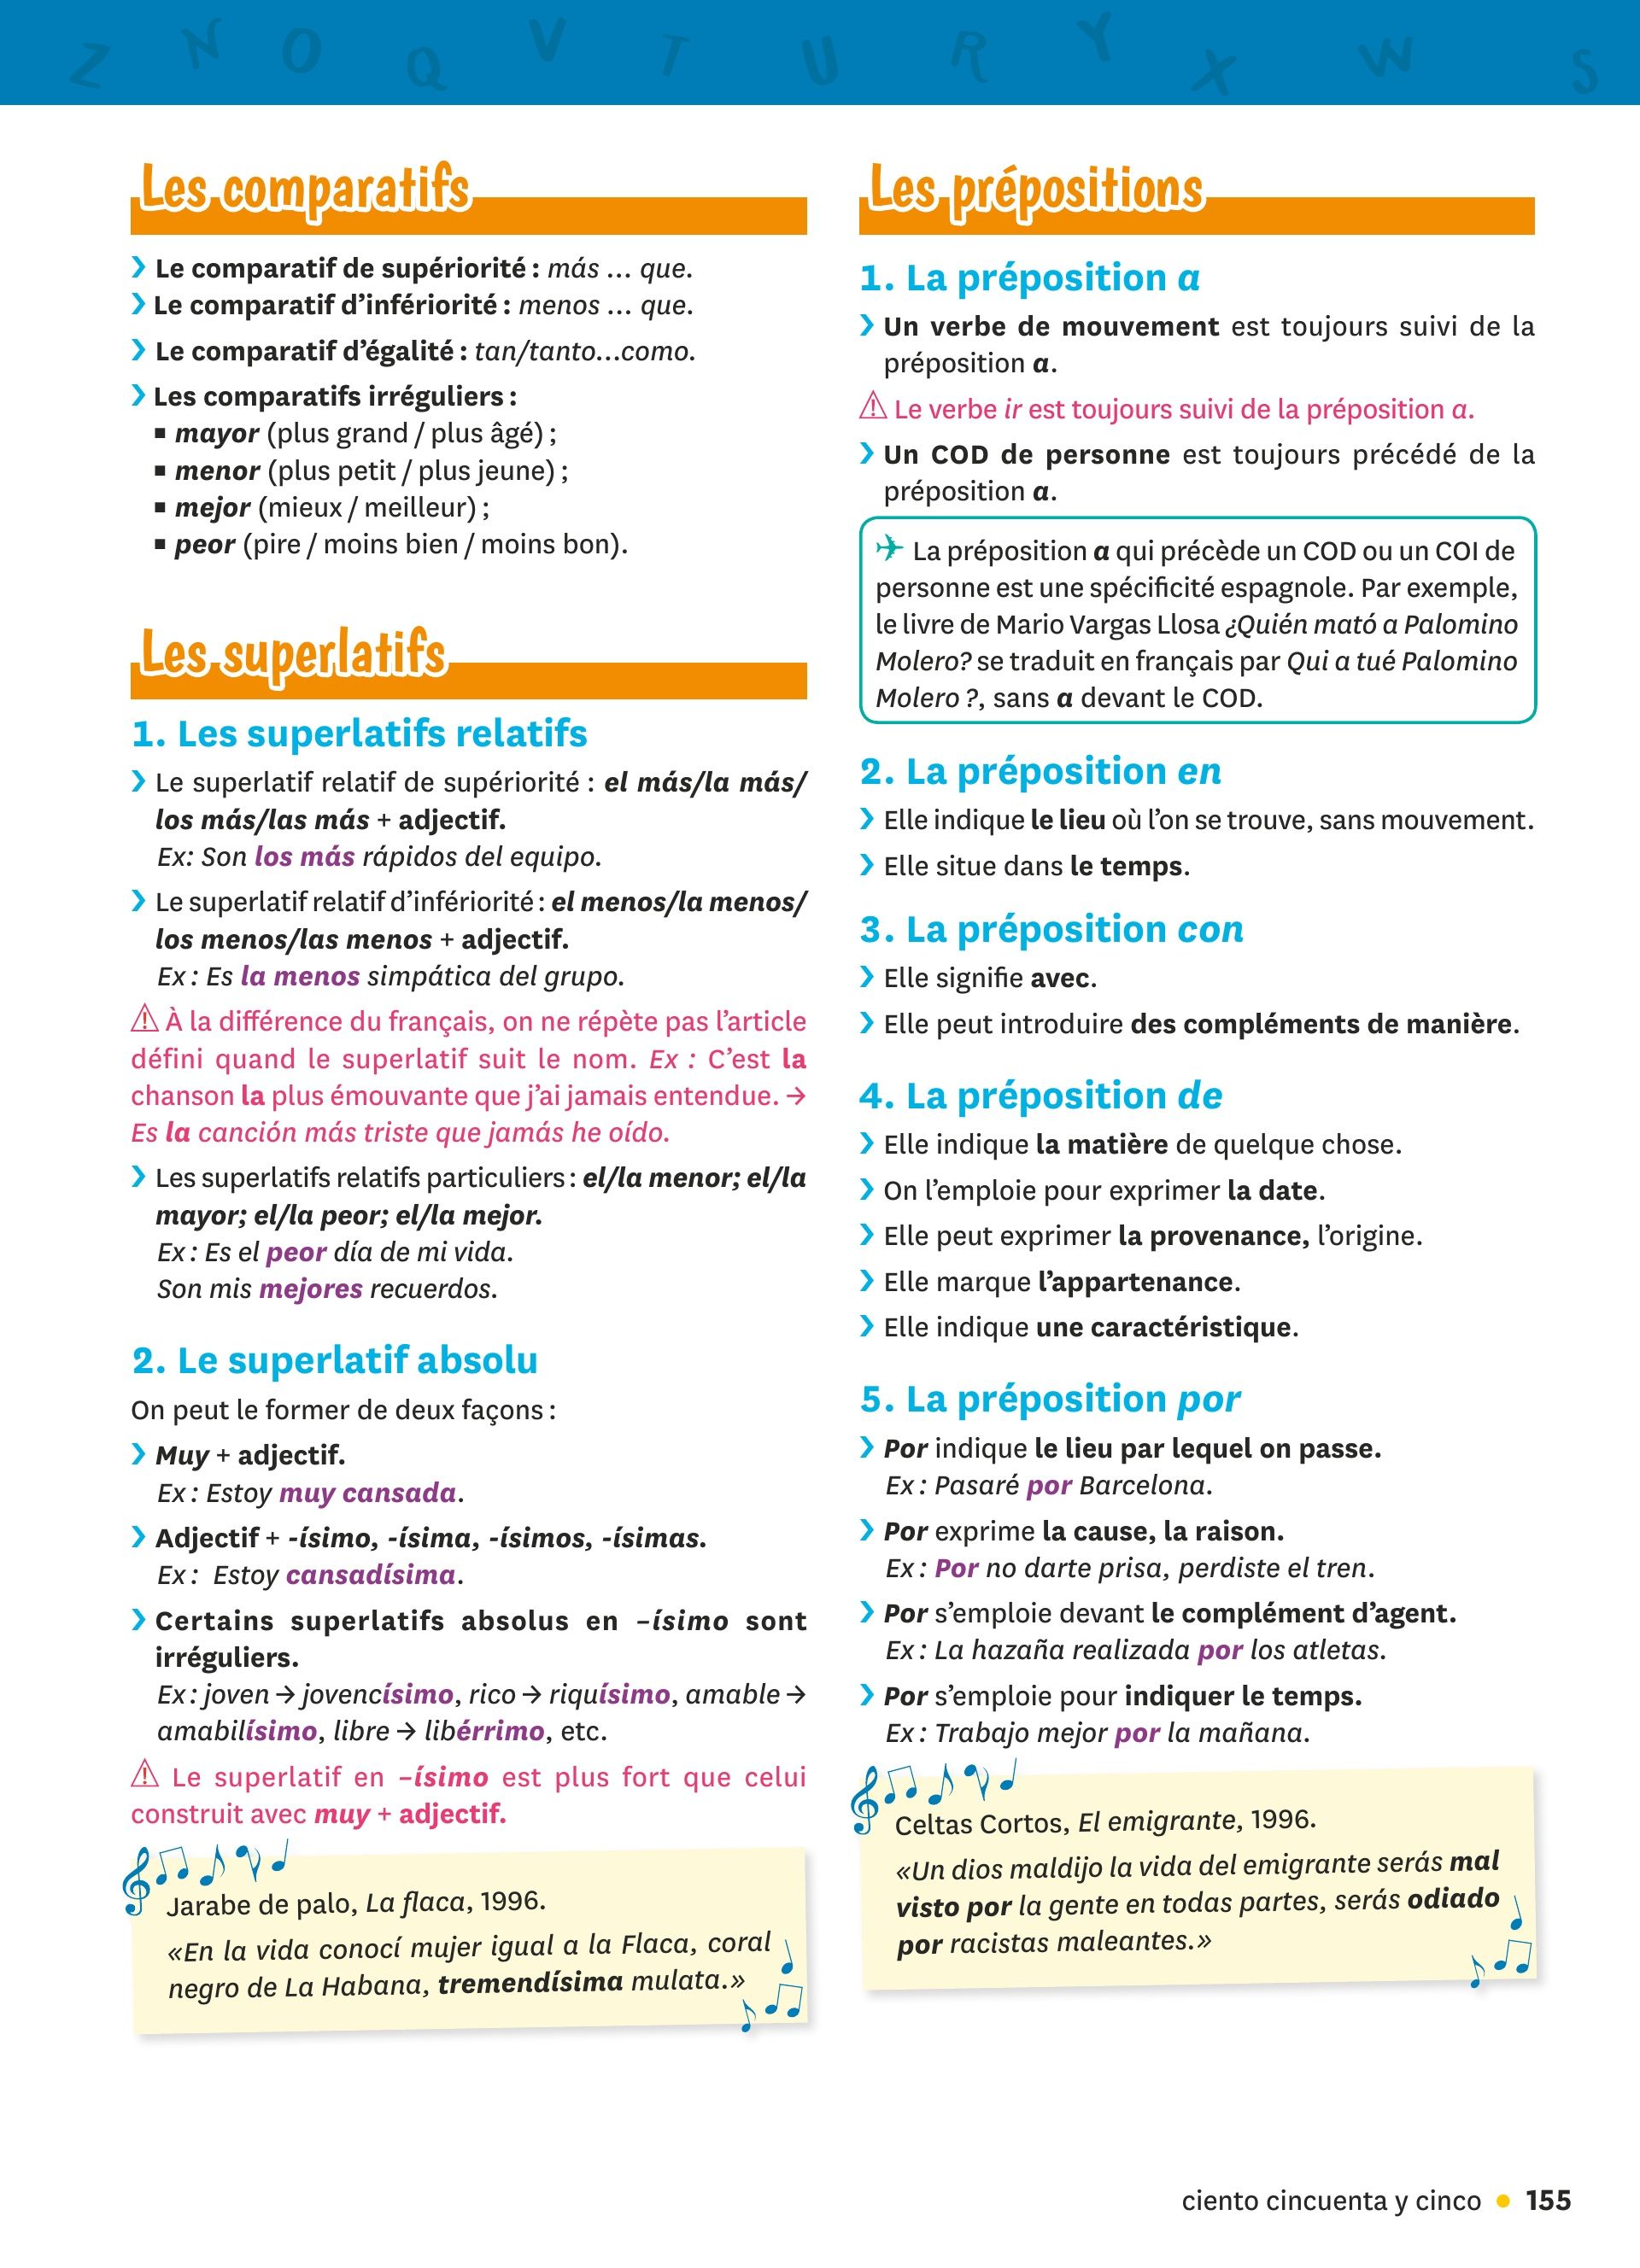 Z N O Q V T U R Y X W S
Les comparatifs
❯ Le comparatif de supériorité : más … que.
❯ Le comparatif d’infériorité : menos … que.
❯ Le comparatif d’égalité : tan/tanto…como.
❯ Les comparatifs irréguliers :
▪ mayor (plus grand / plus âgé) ;
▪ menor (plus petit / plus jeune) ;
▪ mejor (mieux / meilleur) ;
▪ peor (pire / moins bien / moins bon).
Les superlatifs
1. Les superlatifs relatifs
❯ Le superlatif relatif de supériorité : el más/la más/
los más/las más + adjectif.
Ex: Son los más rápidos del equipo.
❯ Le superlatif relatif d’infériorité : el menos/la menos/
los menos/las menos + adjectif.
Ex : Es la menos simpática del grupo.
⚠ À la différence du français, on ne répète pas l’article
défini quand le superlatif suit le nom. Ex : C’est la
chanson la plus émouvante que j’ai jamais entendue. →
Es la canción más triste que jamás he oído.
❯ Les superlatifs relatifs particuliers : el/la menor; el/la
mayor; el/la peor; el/la mejor.
Ex : Es el peor día de mi vida.
Son mis mejores recuerdos.
2. Le superlatif absolu
On peut le former de deux façons :
❯ Muy + adjectif.
Ex : Estoy muy cansada.
❯ Adjectif + -ísimo, -ísima, -ísimos, -ísimas.
Ex : Estoy cansadísima.
❯ Certains superlatifs absolus en –ísimo sont
irréguliers.
Ex : joven → jovencísimo, rico → riquísimo, amable →
amabilísimo, libre → libérrimo, etc.
⚠ Le superlatif en –ísimo est plus fort que celui
construit avec muy + adjectif.
Jarabe de palo, La flaca, 1996.
«En la vida conocí mujer igual a la Flaca, coral
negro de La Habana, tremendísima mulata.»
Les prépositions
1. La préposition a
❯ Un verbe de mouvement est toujours suivi de la
préposition a.
⚠ Le verbe ir est toujours suivi de la préposition a.
❯ Un COD de personne est toujours précédé de la
préposition a.
✈ La préposition a qui précède un COD ou un COI de
personne est une spécificité espagnole. Par exemple,
le livre de Mario Vargas Llosa ¿Quién mató a Palomino
Molero? se traduit en français par Qui a tué Palomino
Molero ?, sans a devant le COD.
2. La préposition en
❯ Elle indique le lieu où l’on se trouve, sans mouvement.
❯ Elle situe dans le temps.
3. La préposition con
❯ Elle signifie avec.
❯ Elle peut introduire des compléments de manière.
4. La préposition de
❯ Elle indique la matière de quelque chose.
❯ On l’emploie pour exprimer la date.
❯ Elle peut exprimer la provenance, l’origine.
❯ Elle marque l’appartenance.
❯ Elle indique une caractéristique.
5. La préposition por
❯ Por indique le lieu par lequel on passe.
Ex : Pasaré por Barcelona.
❯ Por exprime la cause, la raison.
Ex : Por no darte prisa, perdiste el tren.
❯ Por s’emploie devant le complément d’agent.
Ex : La hazaña realizada por los atletas.
❯ Por s’emploie pour indiquer le temps.
Ex : Trabajo mejor por la mañana.
Celtas Cortos, El emigrante, 1996.
«Un dios maldijo la vida del emigrante serás mal
visto por la gente en todas partes, serás odiado
por racistas maleantes.»
ciento cincuenta y cinco • 155